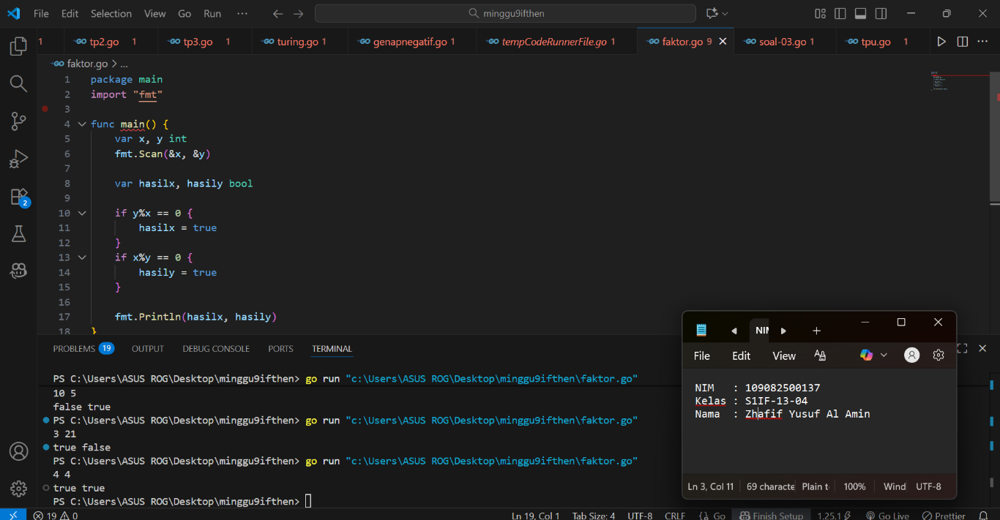 File Edit Selection View Go Run ··· minggu9ifthen
1 tp2.go 1 tp3.go 1 turing.go 1 genapnegatif.go 1 tempCodeRunnerFile.go 1 faktor.go 9 soal-03.go 1 tpu.go 1
faktor.go > ...
1 package main
2 import "fmt"
3
4 func main() {
5 var x, y int
6 fmt.Scan(&x, &y)
7
8 var hasilx, hasily bool
9
10 if y%x == 0 {
11 hasilx = true
12 }
13 if x%y == 0 {
14 hasily = true
15 }
16
17 fmt.Println(hasilx, hasily)
18 }
2
PROBLEMS 19 OUTPUT DEBUG CONSOLE PORTS TERMINAL
PS C:\Users\ASUS ROG\Desktop\minggu9ifthen> go run "c:\Users\ASUS ROG\Desktop\minggu9ifthen\faktor.go"
10 5
false true
PS C:\Users\ASUS ROG\Desktop\minggu9ifthen> go run "c:\Users\ASUS ROG\Desktop\minggu9ifthen\faktor.go"
3 21
true false
PS C:\Users\ASUS ROG\Desktop\minggu9ifthen> go run "c:\Users\ASUS ROG\Desktop\minggu9ifthen\faktor.go"
4 4
true true
PS C:\Users\ASUS ROG\Desktop\minggu9ifthen>
NIM
File Edit View
NIM : 109082500137
Kelas : S1IF-13-04
Nama : Zhafif Yusuf Al Amin
Ln 3, Col 11 69 characte Plain t 100% Wind UTF-8
19 0 Ln 19, Col 1 Tab Size: 4 UTF-8 CRLF {} Go Finish Setup 1.25.1 Go Live Prettier